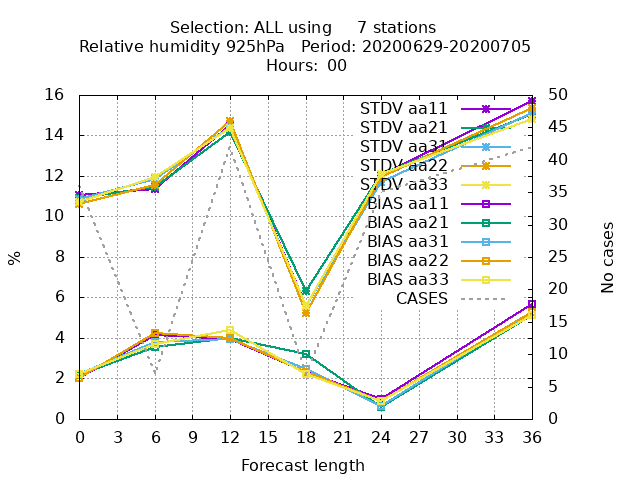 Selection: ALL using 7 stations
Relative humidity 925hPa Period: 20200629-20200705
Hours: 00
16
14
12
10
8
6
4
2
0
%
50
45
40
35
30
25
20
15
10
5
0
No cases
STDV aa11
STDV aa21
STDV aa31
STDV aa22
STDV aa33
BIAS aa11
BIAS aa21
BIAS aa31
BIAS aa22
BIAS aa33
CASES
0 3 6 9 12 15 18 21 24 27 30 33 36
Forecast length